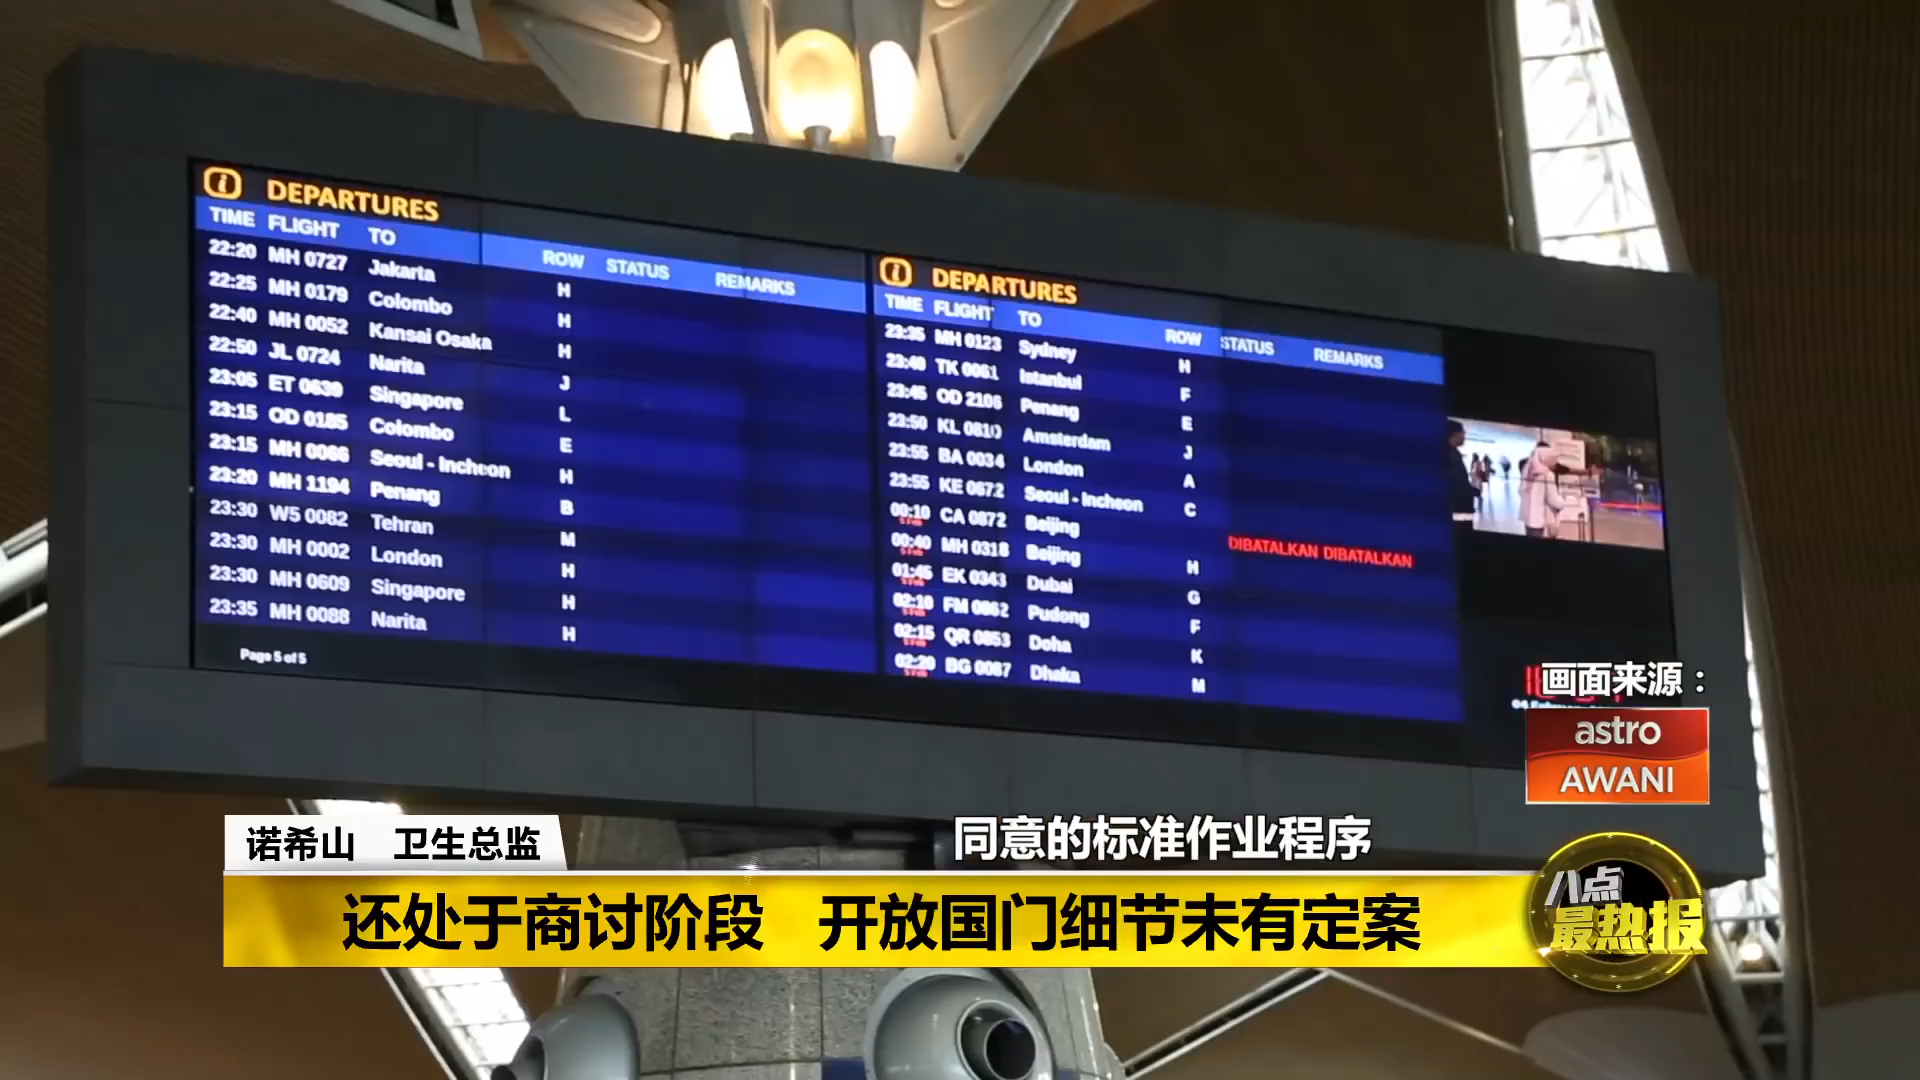 DEPARTURES
TIME FLIGHT TO ROW STATUS REMARKS
22:20 MH 0727 Jakarta H
22:25 MH 0179 Colombo H
22:40 MH 0052 Kansai Osaka H
22:50 JL 0724 Narita J
23:05 ET 0639 Singapore L
23:15 OD 0185 Colombo E
23:15 MH 0066 Seoul - Incheon H
23:20 MH 1194 Penang B
23:30 W5 0082 Tehran M
23:30 MH 0002 London H
23:30 MH 0609 Singapore H
23:35 MH 0088 Narita H
Page 5 of 5
DEPARTURES
TIME FLIGHT TO ROW STATUS REMARKS
23:35 MH 0123 Sydney H
23:40 TK 0061 Istanbul F
23:45 OD 2106 Penang E
23:50 KL 0810 Amsterdam J
23:55 BA 0034 London A
23:55 KE 0672 Seoul - Incheon C
00:10 CA 0872 Beijing DIBATALKAN DIBATALKAN
00:40 MH 0318 Beijing H
01:45 EK 0343 Dubai G
02:10 FM 0862 Pudong F
02:15 QR 0853 Doha K
02:20 BG 0087 Dhaka M
画面来源：
astro
AWANI
同意的标准作业程序
诺希山 卫生总监
还处于商讨阶段 开放国门细节未有定案
八点
最热报